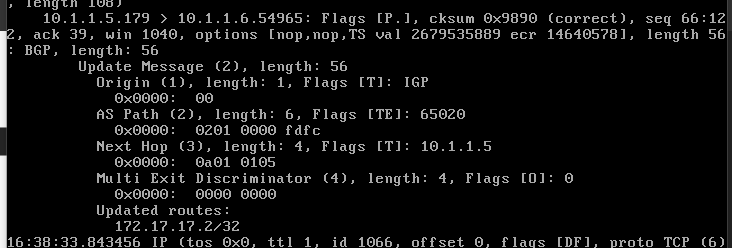 , length 108)
10.1.1.5.179 > 10.1.1.6.54965: Flags [P.], cksum 0x9890 (correct), seq 66:12
2, ack 39, win 1040, options [nop,nop,TS val 2679535889 ecr 14640578], length 56
: BGP, length: 56
Update Message (2), length: 56
Origin (1), length: 1, Flags [T]: IGP
0x0000:  00
AS Path (2), length: 6, Flags [TE]: 65020
0x0000:  0201 0000 fdfc
Next Hop (3), length: 4, Flags [T]: 10.1.1.5
0x0000:  0a01 0105
Multi Exit Discriminator (4), length: 4, Flags [O]: 0
0x0000:  0000 0000
Updated routes:
172.17.17.2/32
16:38:33.843456 IP (tos 0x0, ttl 1, id 1066, offset 0, flags [DF], proto TCP (6)